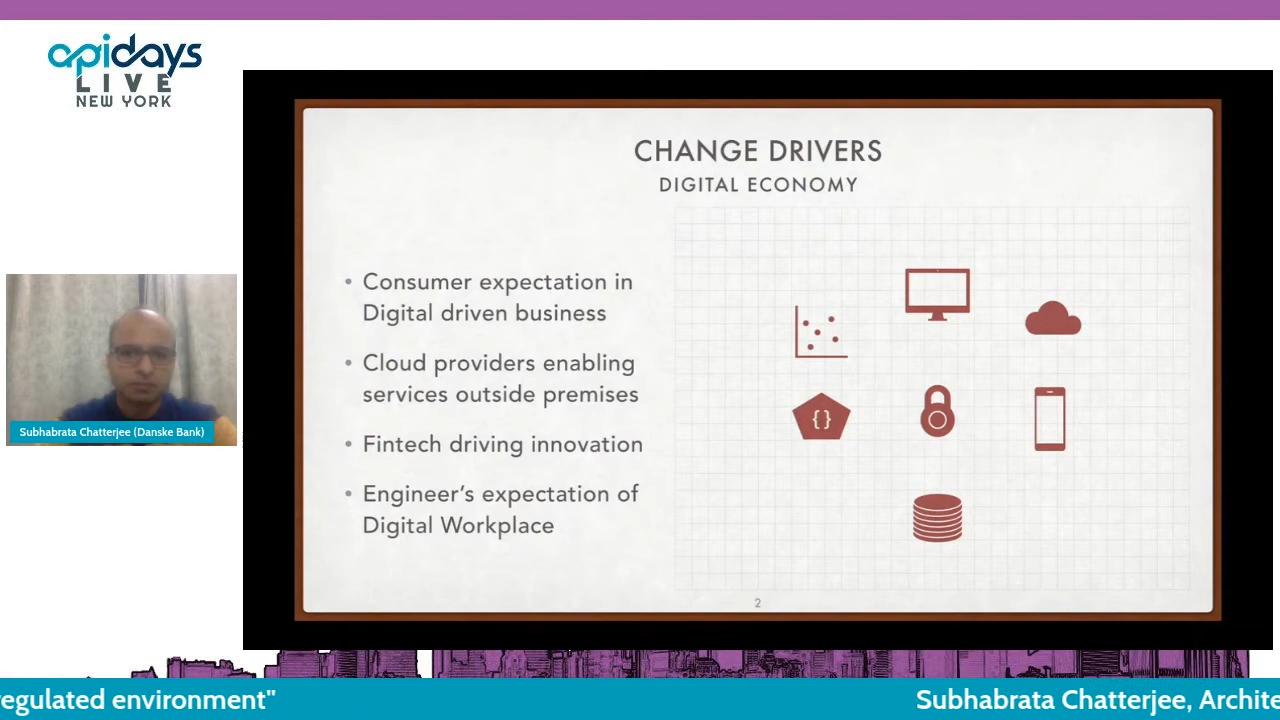 apidays
LIVE
NEW YORK
CHANGE DRIVERS
DIGITAL ECONOMY
• Consumer expectation in
Digital driven business
• Cloud providers enabling
services outside premises
• Fintech driving innovation
• Engineer’s expectation of
Digital Workplace
{}
2
Subhabrata Chatterjee (Danske Bank)
regulated environment"
Subhabrata Chatterjee, Archite